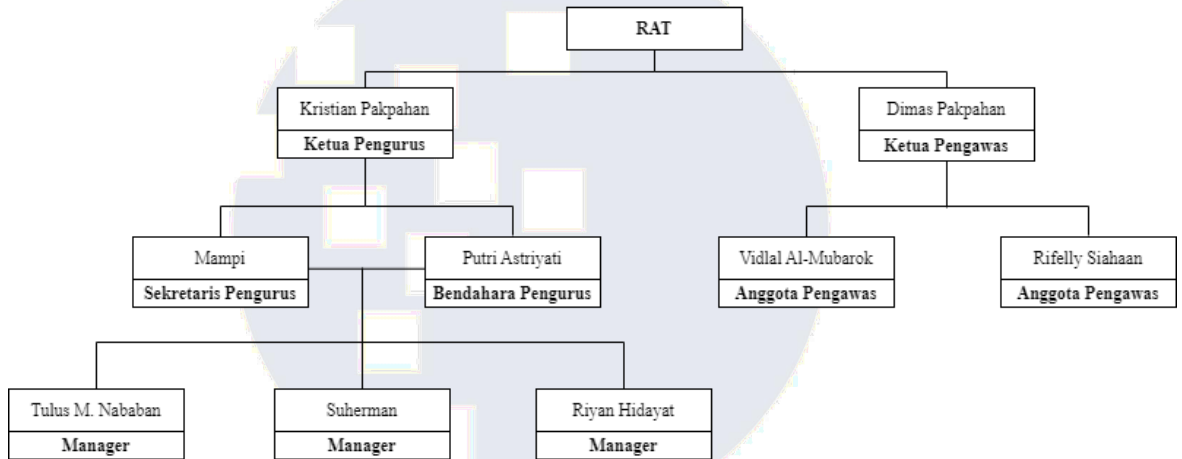 RAT
Kristian Pakpahan
Ketua Pengurus
Dimas Pakpahan
Ketua Pengawas
Mampi
Sekretaris Pengurus
Putri Astriyati
Bendahara Pengurus
Vidlal Al-Mubarok
Anggota Pengawas
Rifelly Siahaan
Anggota Pengawas
Tulus M. Nababan
Manager
Suherman
Manager
Riyan Hidayat
Manager